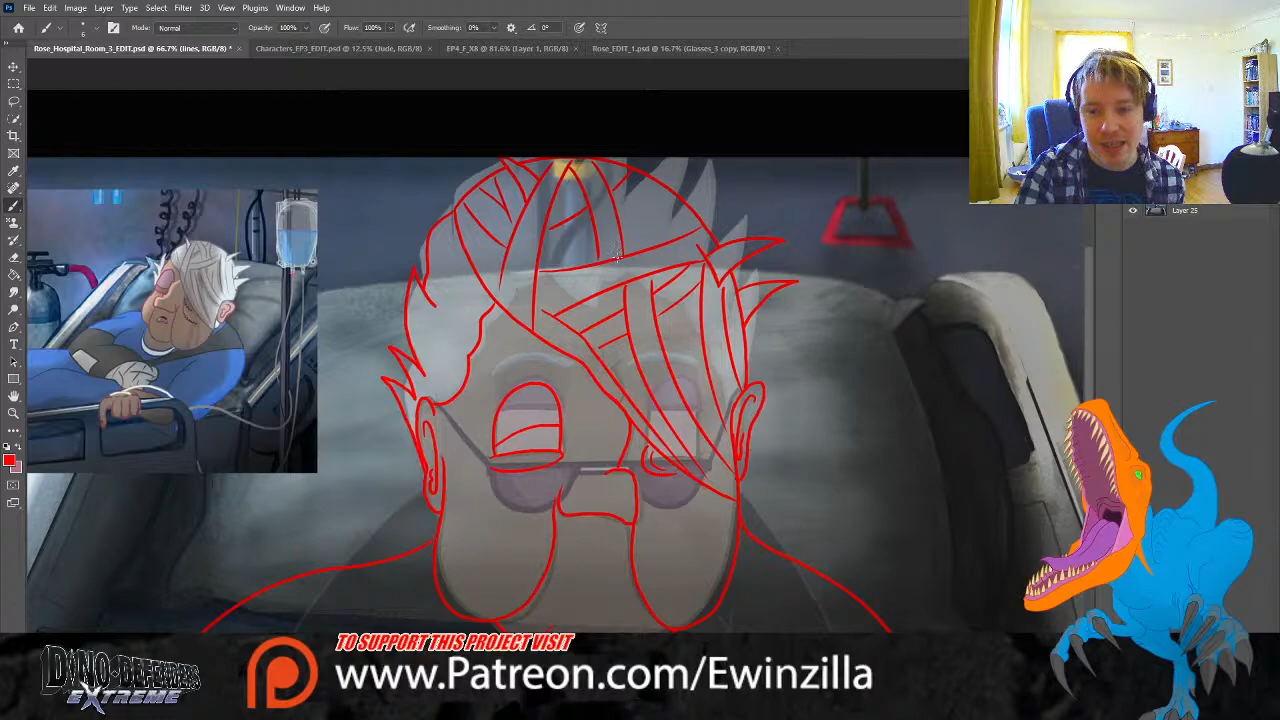 File Edit Image Layer Type Select Filter 3D View Plugins Window Help
Mode: Normal Opacity: 100% Flow: 100% Smoothing: 0% 0°
6
Rose_Hospital_Room_3_EDIT.psd @ 66.7% (lines, RGB/8) * Characters_EP3_EDIT.psd @ 12.5% (Jude, RGB/8) EP4_F_X8 @ 81.6% (Layer 1, RGB/8) Rose_EDIT_1.psd @ 16.7% (Glasses_3 copy, RGB/8) *
Layer 25
TO SUPPORT THIS PROJECT VISIT
www.Patreon.com/Ewinzilla
DINO-DEFENDERS
EXTREME